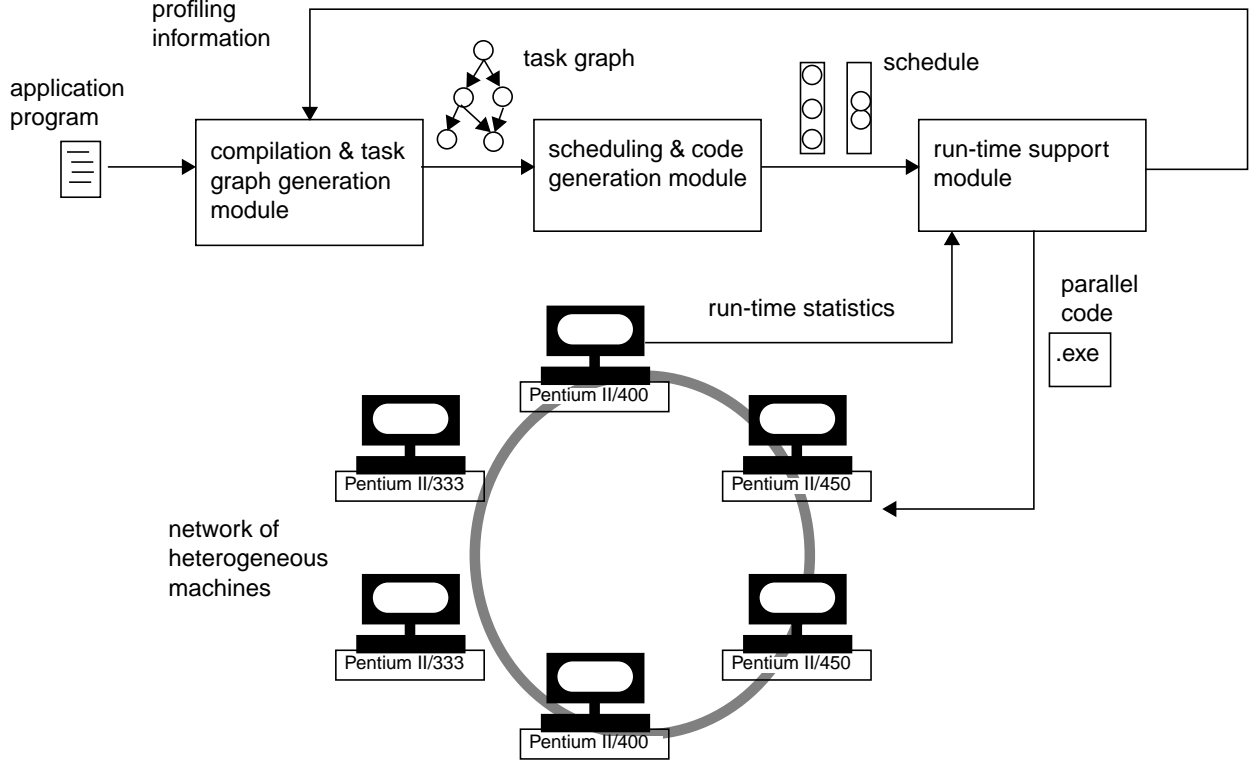 profiling
information
application
program
task graph
schedule
compilation & task
graph generation
module
scheduling & code
generation module
run-time support
module
run-time statistics
parallel
code
.exe
Pentium II/400
Pentium II/333
Pentium II/450
network of
heterogeneous
machines
Pentium II/333
Pentium II/450
Pentium II/400